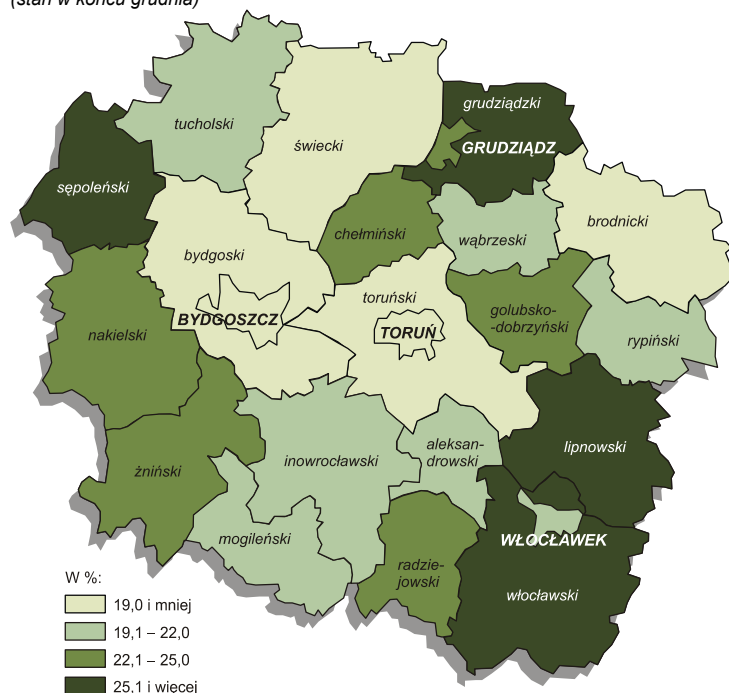 (stan w końcu grudnia)
grudziądzki
tucholski
świecki
GRUDZIĄDZ
sępoleński
brodnicki
chełmiński
wąbrzeski
bydgoski
toruński
golubsko-
-dobrzyński
BYDGOSZCZ
TORUŃ
nakielski
rypiński
aleksan-
drowski
lipnowski
inowrocławski
żniński
mogileński
WŁOCŁAWEK
radzie-
jowski
włocławski
W %:
19,0 i mniej
19,1 – 22,0
22,1 – 25,0
25,1 i więcej